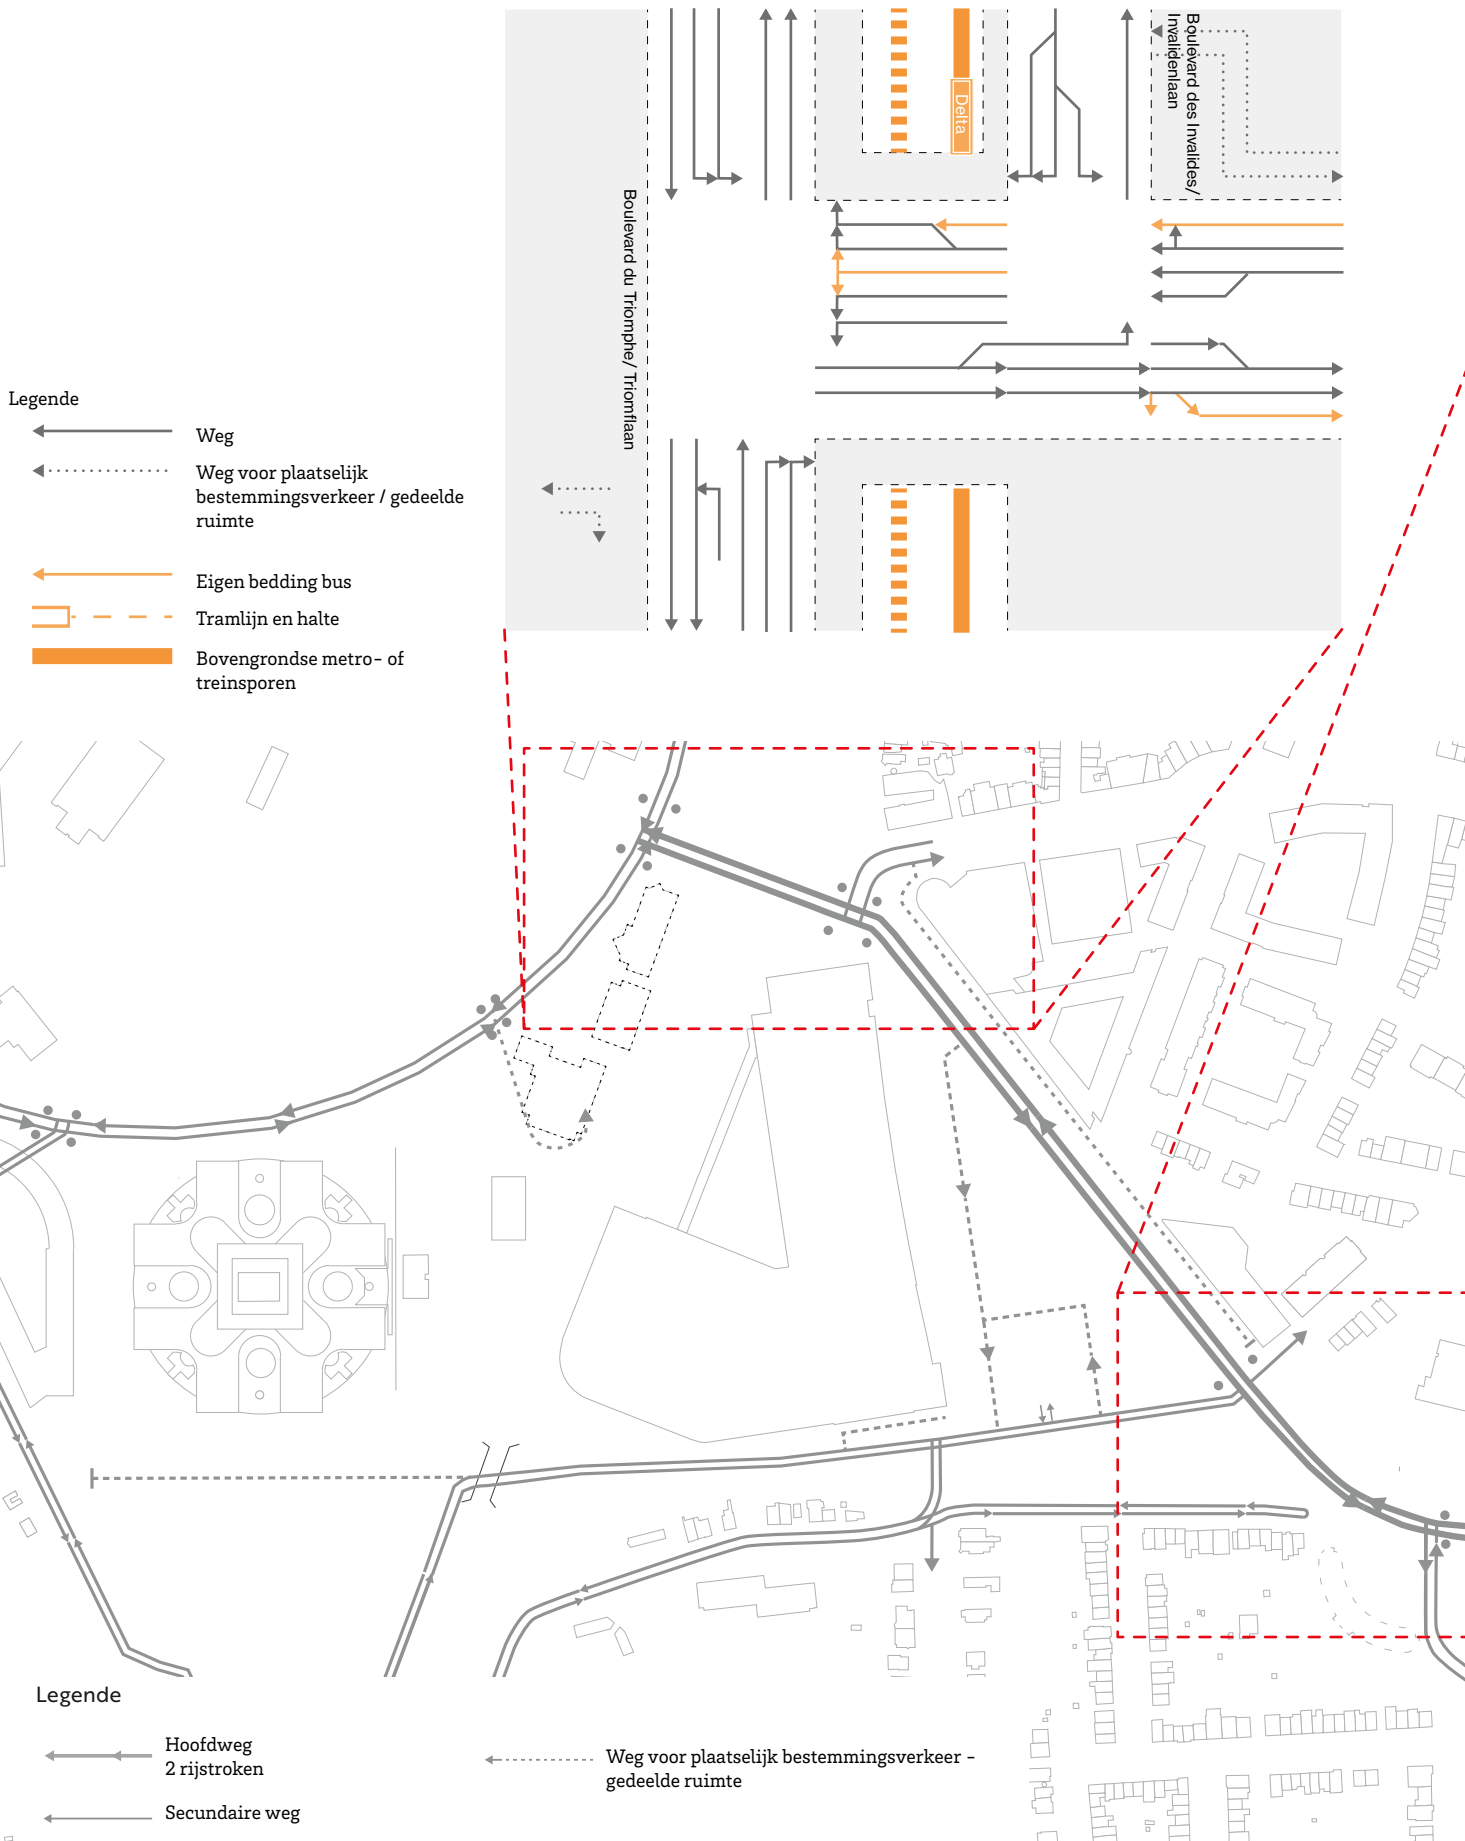 Boulevard des Invalides/
Invalidenlaan
Delta
Boulevard du Triomphe/ Triomflaan
Legende
Weg
Weg voor plaatselijk
bestemmingsverkeer / gedeelde
ruimte
Eigen bedding bus
Tramlijn en halte
Bovengrondse metro- of
treinsporen
Legende
Hoofdweg
2 rijstroken
Secundaire weg
Weg voor plaatselijk bestemmingsverkeer -
gedeelde ruimte